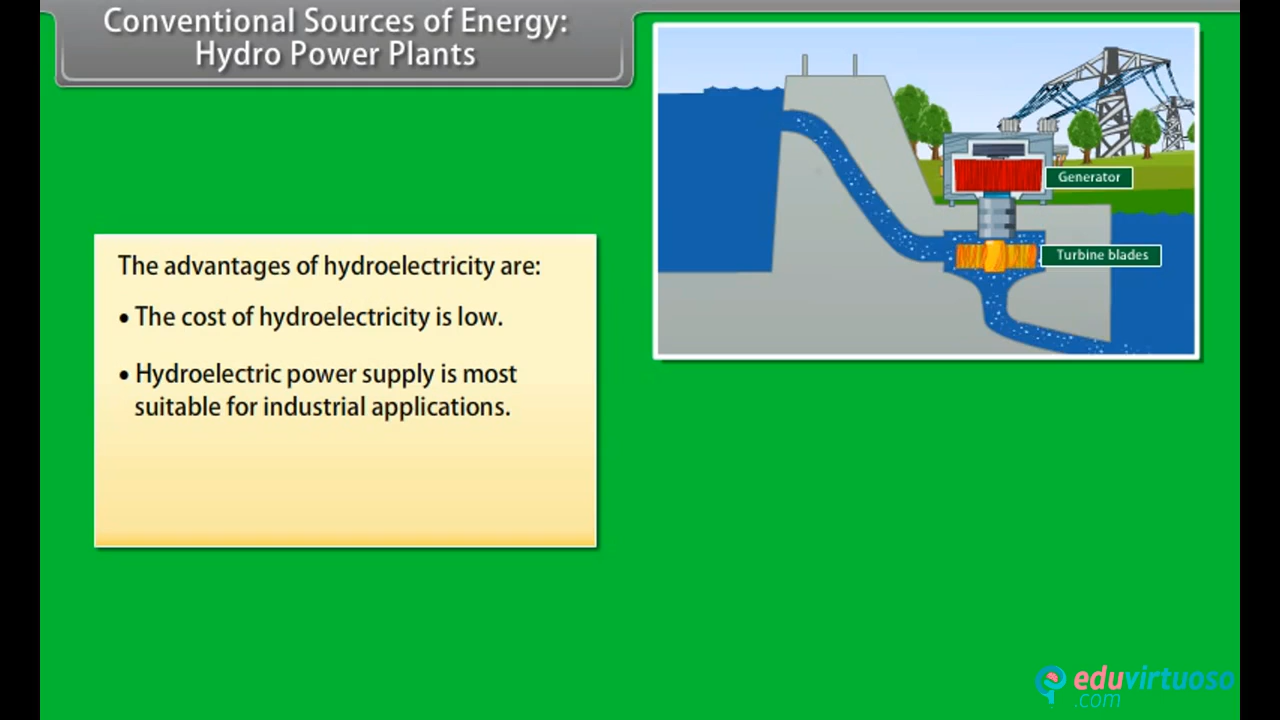 Conventional Sources of Energy:
Hydro Power Plants
Generator
Turbine blades
The advantages of hydroelectricity are:
• The cost of hydroelectricity is low.
• Hydroelectric power supply is most
suitable for industrial applications.
eduvirtuoso
.com